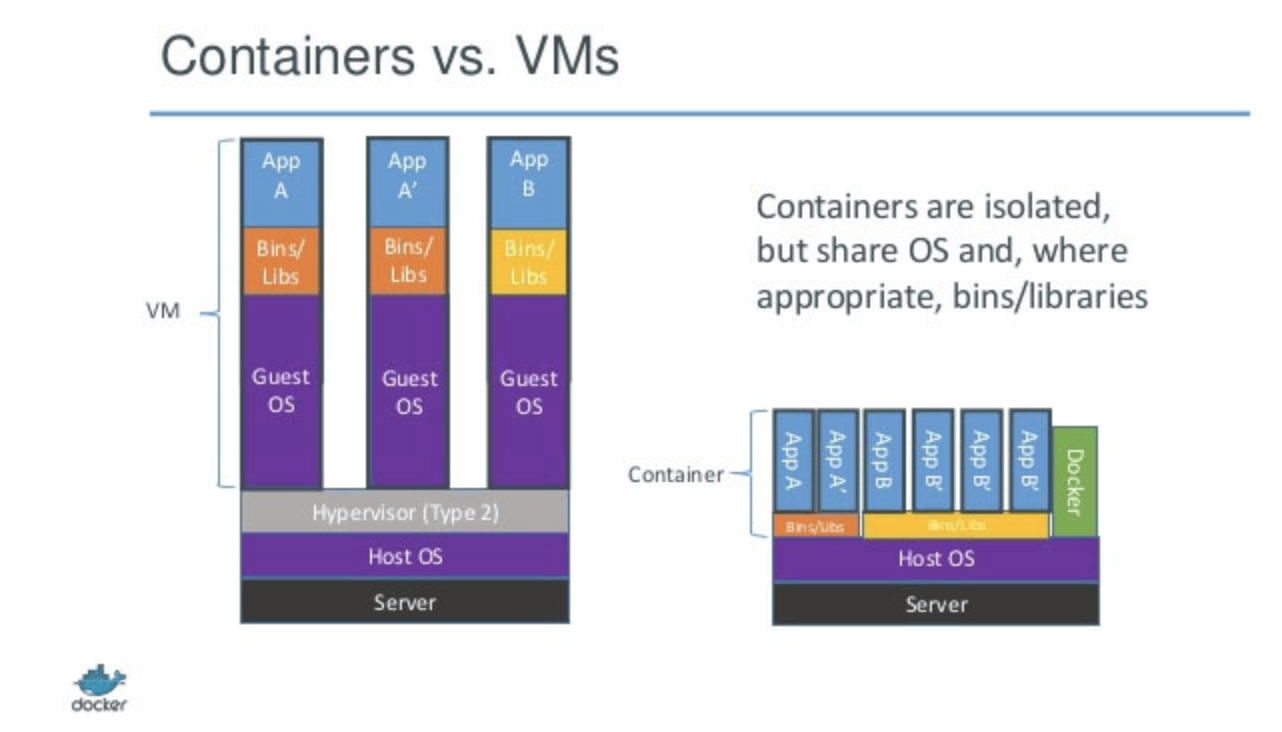 Containers vs. VMs
VM
App
A
Bins/
Libs
Guest
OS
App
A’
Bins/
Libs
Guest
OS
App
B
Bins/
Libs
Guest
OS
Hypervisor (Type 2)
Host OS
Server
Containers are isolated,
but share OS and, where
appropriate, bins/libraries
Container
App A
App A’
App B
App B’
App B’
App B’
Docker
Bins/Libs
Bins/Libs
Host OS
Server
docker